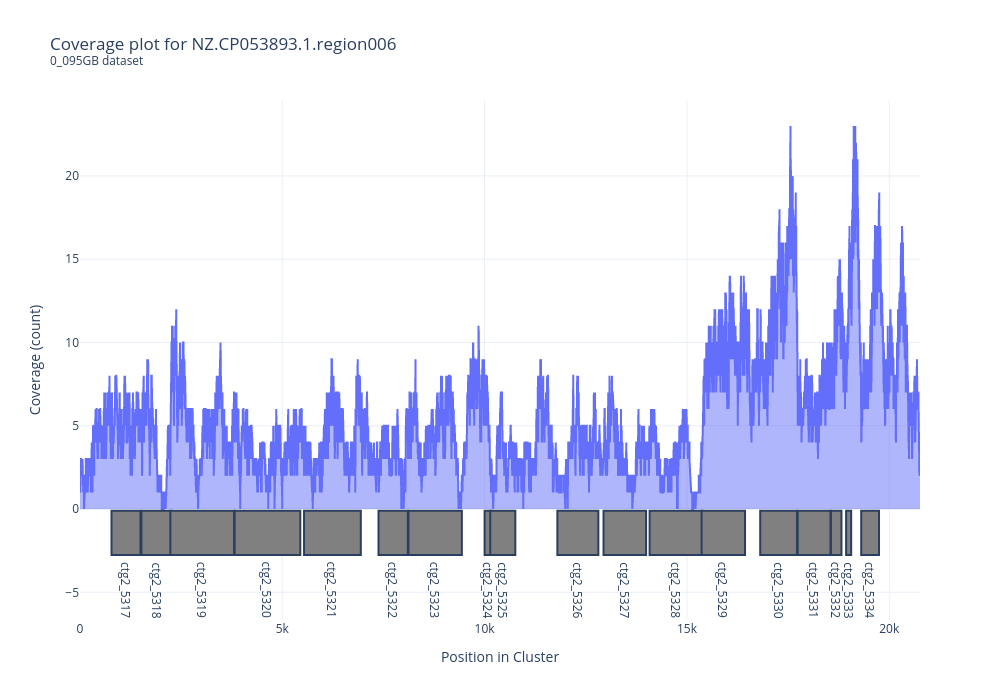 Coverage plot for NZ.CP053893.1.region006
0_095GB dataset
Coverage (count)
20
15
10
5
0
−5
ctg2_5317
ctg2_5318
ctg2_5319
ctg2_5320
ctg2_5321
ctg2_5322
ctg2_5323
ctg2_5324
ctg2_5325
ctg2_5326
ctg2_5327
ctg2_5328
ctg2_5329
ctg2_5330
ctg2_5331
ctg2_5332
ctg2_5333
ctg2_5334
0
5k
10k
15k
20k
Position in Cluster